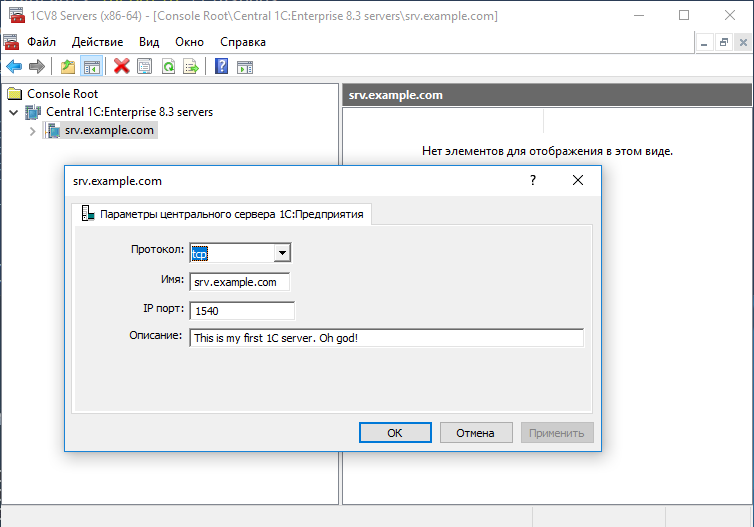 1CV8 Servers (x86-64) - [Console Root\Central 1C:Enterprise 8.3 servers\srv.example.com]
Файл Действие Вид Окно Справка
Console Root
Central 1C:Enterprise 8.3 servers
srv.example.com
srv.example.com
Нет элементов для отображения в этом виде.
srv.example.com
Параметры центрального сервера 1С:Предприятия
Протокол: tcp
Имя: srv.example.com
IP порт: 1540
Описание: This is my first 1C server. Oh god!
OK Отмена Применить